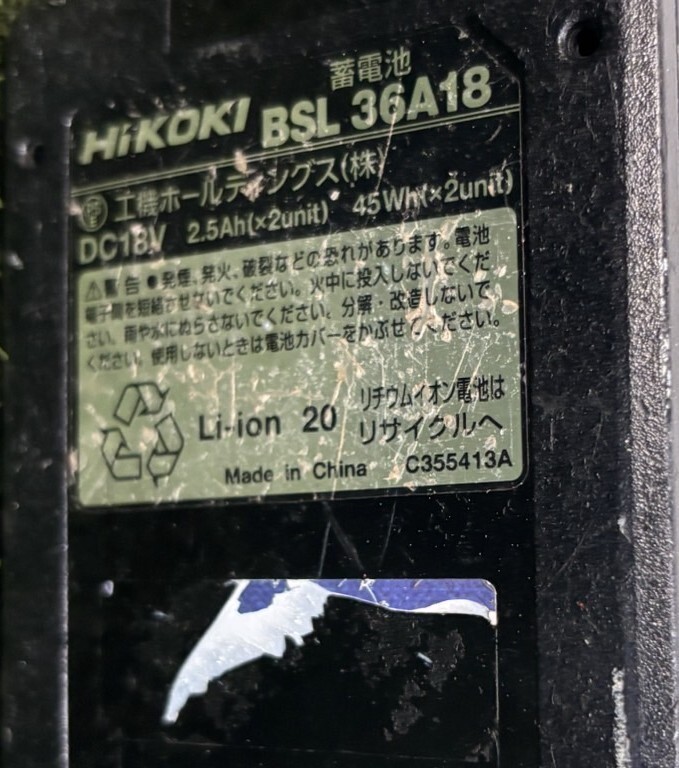 蓄電池
HiKOKI BSL 36A18
工機ホールディングス(株)
DC18V 2.5Ah(×2unit) 45Wh(×2unit)
⚠警告 ●発煙、発火、破裂などの恐れがあります。電池
端子間を短絡させないでください。火中に投入しないでくだ
さい。雨や水にぬらさないでください。分解・改造しないで
ください。使用しないときは電池カバーをかぶせてください。
Li-ion 20 リチウムイオン電池は
リサイクルへ
Made in China C355413A